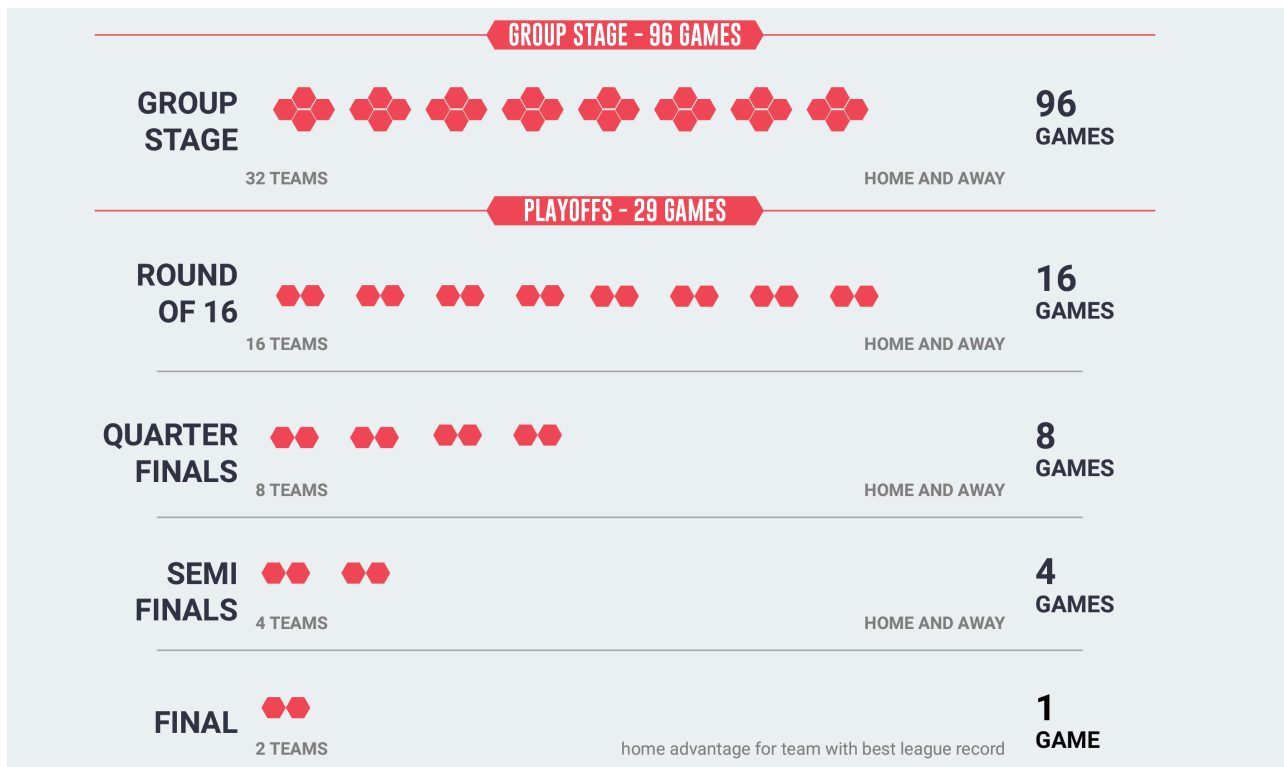 GROUP STAGE - 96 GAMES
GROUP
STAGE
96
GAMES
32 TEAMS
HOME AND AWAY
PLAYOFFS - 29 GAMES
ROUND
OF 16
16
GAMES
16 TEAMS
HOME AND AWAY
QUARTER
FINALS
8
GAMES
8 TEAMS
HOME AND AWAY
SEMI
FINALS
4
GAMES
4 TEAMS
HOME AND AWAY
FINAL
1
GAME
2 TEAMS
home advantage for team with best league record